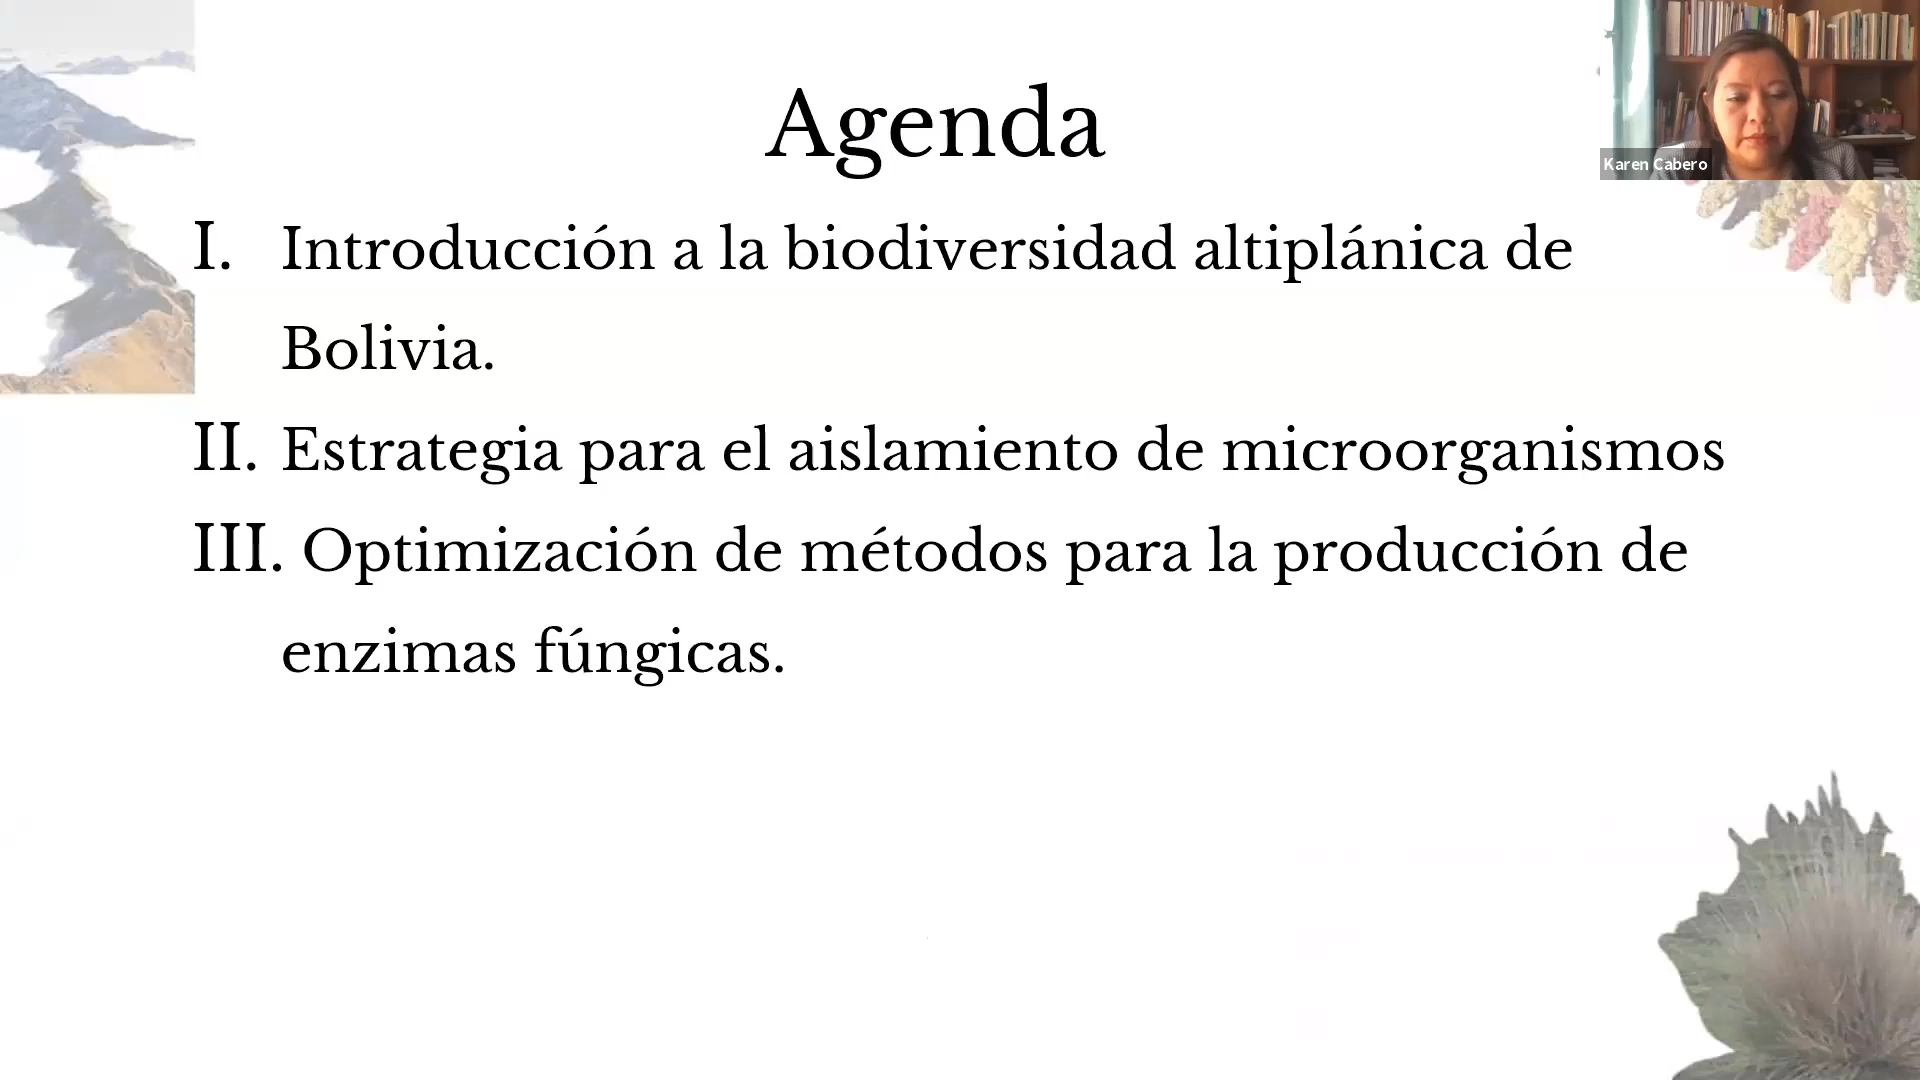 Agenda
Karen Cabero
I. Introducción a la biodiversidad altiplánica de
Bolivia.
II. Estrategia para el aislamiento de microorganismos
III. Optimización de métodos para la producción de
enzimas fúngicas.